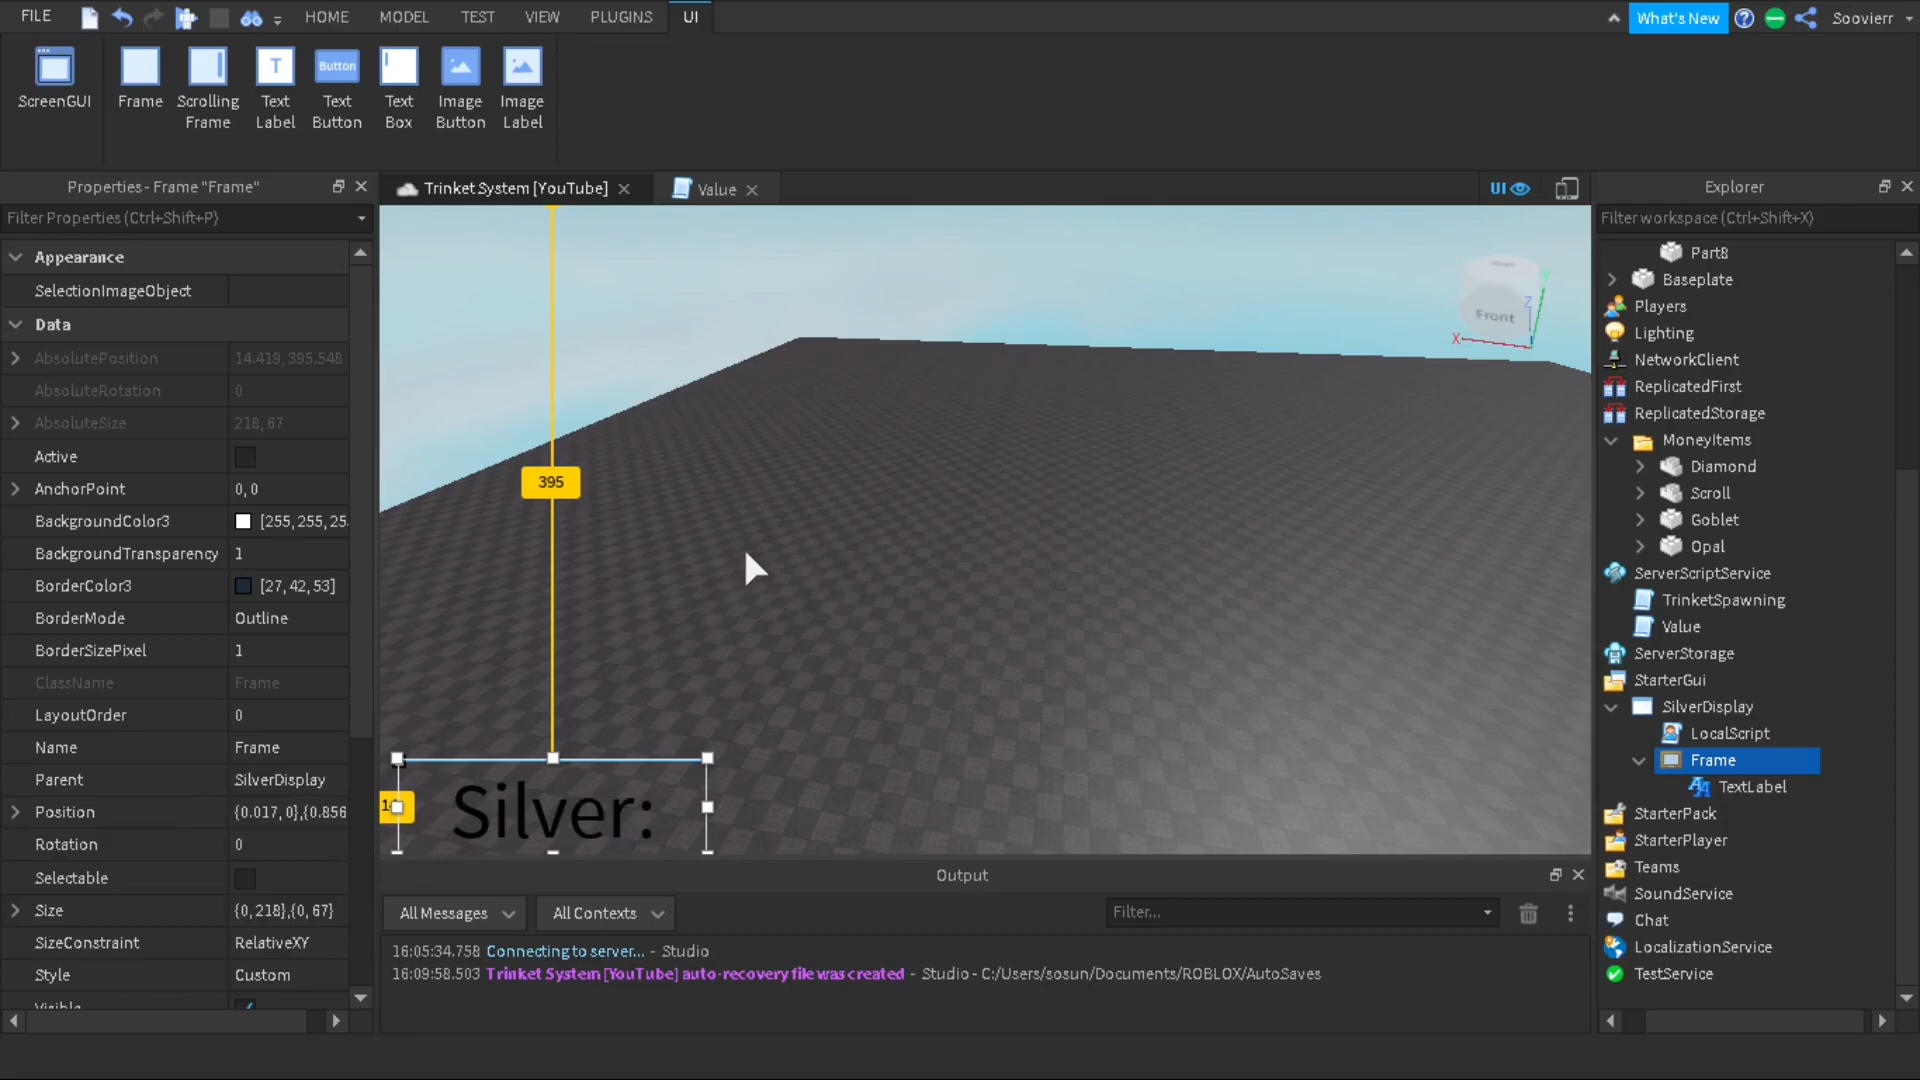 FILE
HOME
MODEL
TEST
VIEW
PLUGINS
UI
What's New
Soovierr
ScreenGUI
Frame
Scrolling
Frame
Text
Label
Button
Text
Button
Text
Box
Image
Button
Image
Label
Properties - Frame "Frame"
Filter Properties (Ctrl+Shift+P)
Appearance
SelectionImageObject
Data
AbsolutePosition 14.419, 395.548
AbsoluteRotation 0
AbsoluteSize 218, 67
Active
AnchorPoint 0, 0
BackgroundColor3 [255, 255, 25
BackgroundTransparency 1
BorderColor3 [27, 42, 53]
BorderMode Outline
BorderSizePixel 1
ClassName Frame
LayoutOrder 0
Name Frame
Parent SilverDisplay
Position {0.017, 0},{0.856
Rotation 0
Selectable
Size {0, 218},{0, 67}
SizeConstraint RelativeXY
Style Custom
Visible
Trinket System [YouTube]
Value
UI
395
Front
X
Y
Z
Silver:
Output
All Messages
All Contexts
Filter...
16:05:34.758 Connecting to server... - Studio
16:09:58.503 Trinket System [YouTube] auto-recovery file was created - Studio - C:/Users/sosun/Documents/ROBLOX/AutoSaves
Explorer
Filter workspace (Ctrl+Shift+X)
Part8
Baseplate
Players
Lighting
NetworkClient
ReplicatedFirst
ReplicatedStorage
MoneyItems
Diamond
Scroll
Goblet
Opal
ServerScriptService
TrinketSpawning
Value
ServerStorage
StarterGui
SilverDisplay
LocalScript
Frame
TextLabel
StarterPack
StarterPlayer
Teams
SoundService
Chat
LocalizationService
TestService